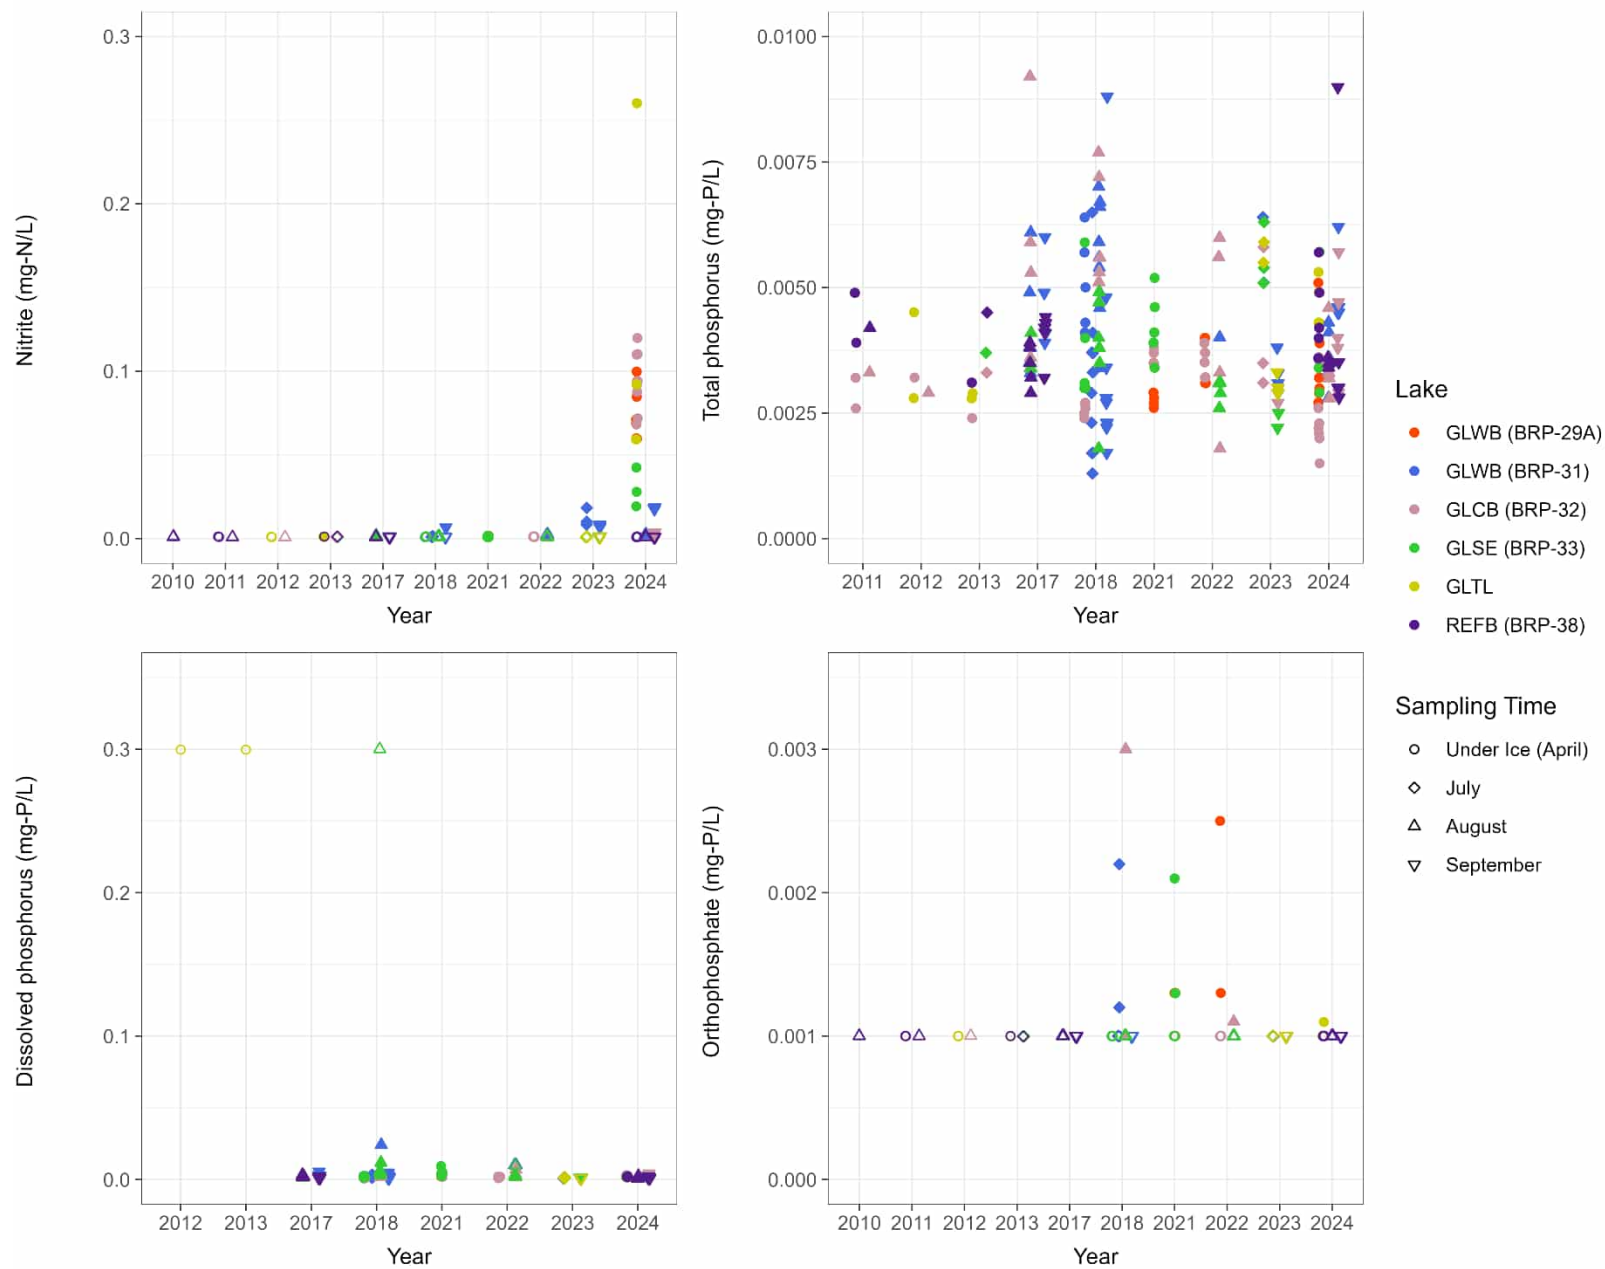 Nitrite (mg-N/L)
0.3
0.2
0.1
0.0
2010 2011 2012 2013 2017 2018 2021 2022 2023 2024
Year
Total phosphorus (mg-P/L)
0.0100
0.0075
0.0050
0.0025
0.0000
2011 2012 2013 2017 2018 2021 2022 2023 2024
Year
Dissolved phosphorus (mg-P/L)
0.3
0.2
0.1
0.0
2012 2013 2017 2018 2021 2022 2023 2024
Year
Orthophosphate (mg-P/L)
0.003
0.002
0.001
0.000
2010 2011 2012 2013 2017 2018 2021 2022 2023 2024
Year
Lake
GLWB (BRP-29A)
GLWB (BRP-31)
GLCB (BRP-32)
GLSE (BRP-33)
GLTL
REFB (BRP-38)
Sampling Time
Under Ice (April)
July
August
September